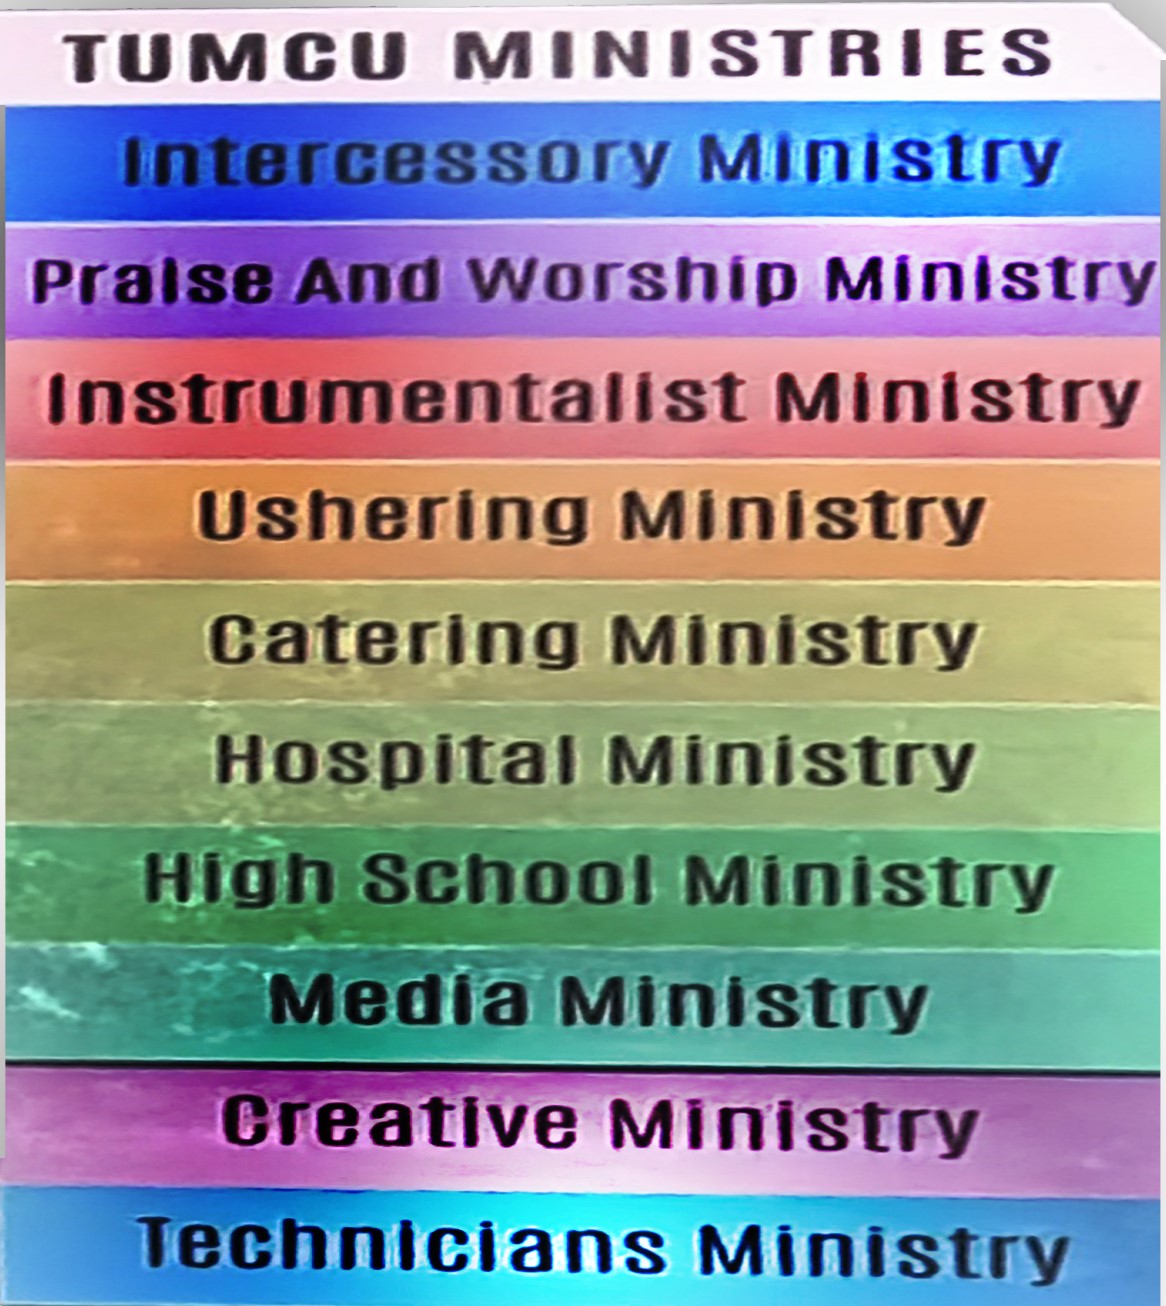 TUMCU MINISTRIES
Intercessory Ministry
Praise And Worship Ministry
Instrumentalist Ministry
Ushering Ministry
Catering Ministry
Hospital Ministry
High School Ministry
Media Ministry
Creative Ministry
Technicians Ministry